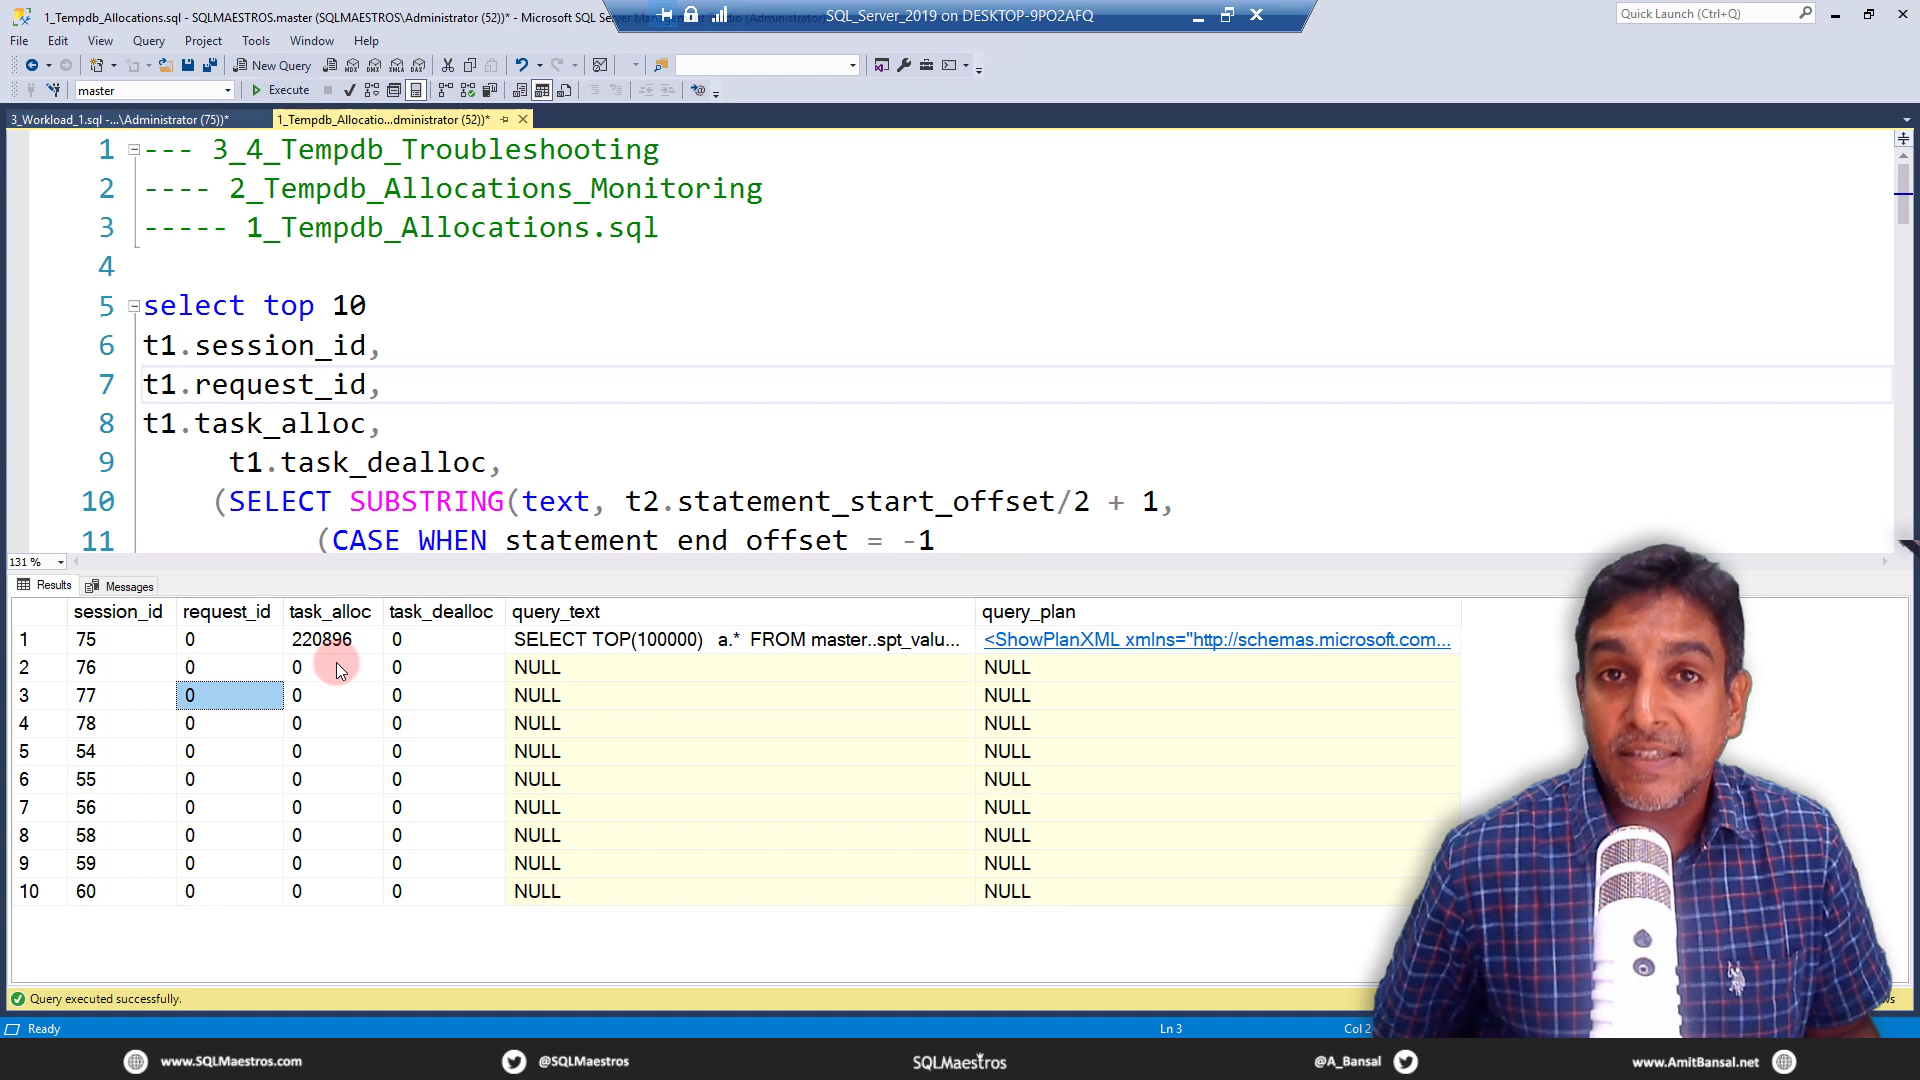 1_Tempdb_Allocations.sql - SQLMAESTROS.master (SQLMAESTROS\Administrator (52))* - Microsoft SQL Server Management Studio (Administrator)
SQL_Server_2019 on DESKTOP-9PO2AFQ
Quick Launch (Ctrl+Q)
File Edit View Query Project Tools Window Help
New Query MDX DMX XMLA DAX
master Execute
3_Workload_1.sql -...\Administrator (75))* 1_Tempdb_Allocatio...dministrator (52))*
1 --- 3_4_Tempdb_Troubleshooting
2 ---- 2_Tempdb_Allocations_Monitoring
3 ----- 1_Tempdb_Allocations.sql
4
5 select top 10
6 t1.session_id,
7 t1.request_id,
8 t1.task_alloc,
9 t1.task_dealloc,
10 (SELECT SUBSTRING(text, t2.statement_start_offset/2 + 1,
11 (CASE WHEN statement_end_offset = -1
131 %
Results Messages
session_id request_id task_alloc task_dealloc query_text query_plan
1 75 0 220896 0 SELECT TOP(100000) a.* FROM master..spt_valu... <ShowPlanXML xmlns="http://schemas.microsoft.com...
2 76 0 0 0 NULL NULL
3 77 0 0 0 NULL NULL
4 78 0 0 0 NULL NULL
5 54 0 0 0 NULL NULL
6 55 0 0 0 NULL NULL
7 56 0 0 0 NULL NULL
8 58 0 0 0 NULL NULL
9 59 0 0 0 NULL NULL
10 60 0 0 0 NULL NULL
Query executed successfully.
Ready Ln 3 Col 2
www.SQLMaestros.com @SQLMaestros SQLMaestros @A_Bansal www.AmitBansal.net